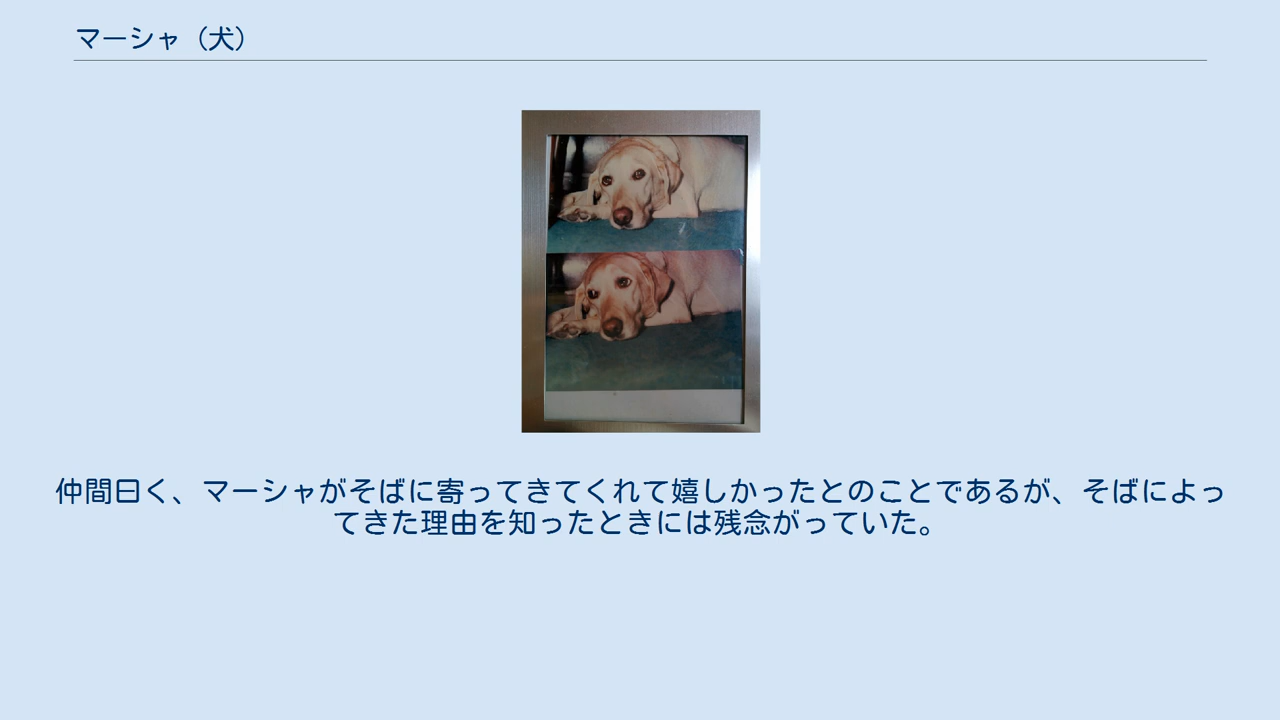 マーシャ（犬）
仲間曰く、マーシャがそばに寄ってきてくれて嬉しかったとのことであるが、そばによっ
てきた理由を知ったときには残念がっていた。